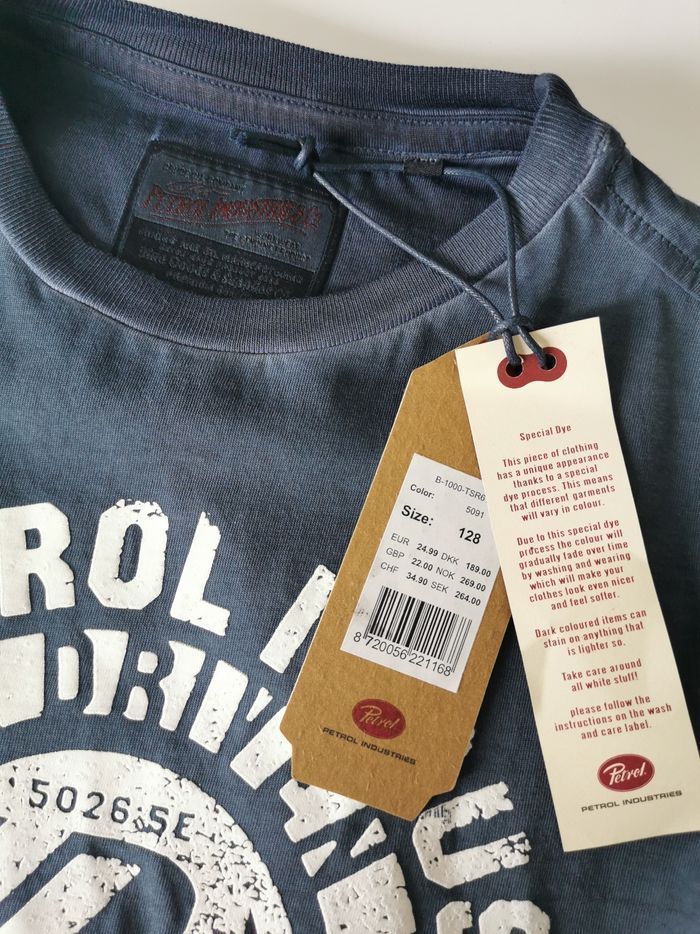 PETROL INDUSTRIES
B-1000-TSR6
Color: 5091
Size: 128
EUR 24.99 DKK 189.00
GBP 22.00 NOK 269.00
CHF 34.90 SEK 264.00
8 720056 221168
Petrol
PETROL INDUSTRIES
Special Dye
This piece of clothing
has a unique appearance
thanks to a special
dye process. This means
that different garments
will vary in colour.
Due to this special dye
process the colour will
gradually fade over time
by washing and wearing
which will make your
clothes look even nicer
and feel softer.
Dark coloured items can
stain on anything that
is lighter so.
Take care around
all white stuff!
please follow the
instructions on the wash
and care label.
Petrol
PETROL INDUSTRIES
ROL
5026.5E